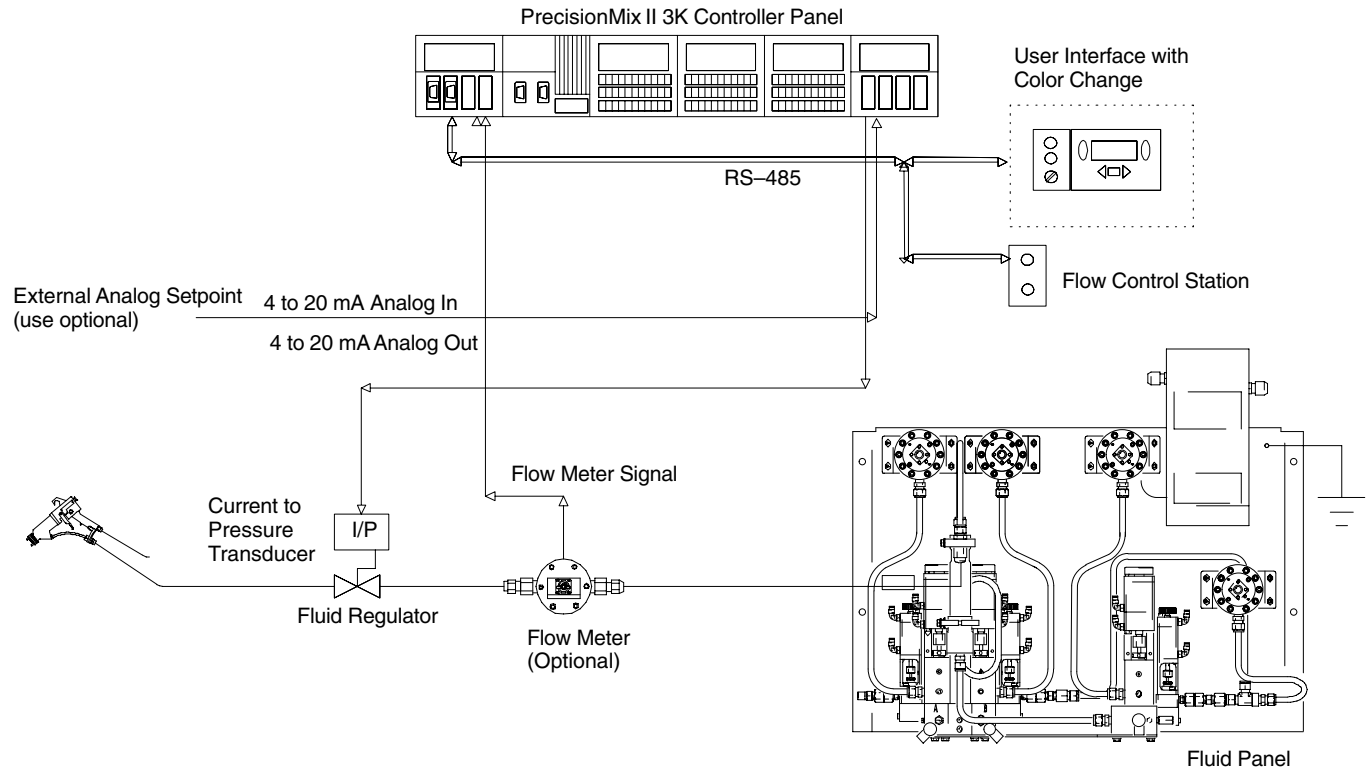 PrecisionMix II 3K Controller Panel
User Interface with
Color Change
RS–485
Flow Control Station
External Analog Setpoint
(use optional)
4 to 20 mA Analog In
4 to 20 mA Analog Out
Flow Meter Signal
Current to
Pressure
Transducer
I/P
Fluid Regulator
Flow Meter
(Optional)
A
B
Fluid Panel